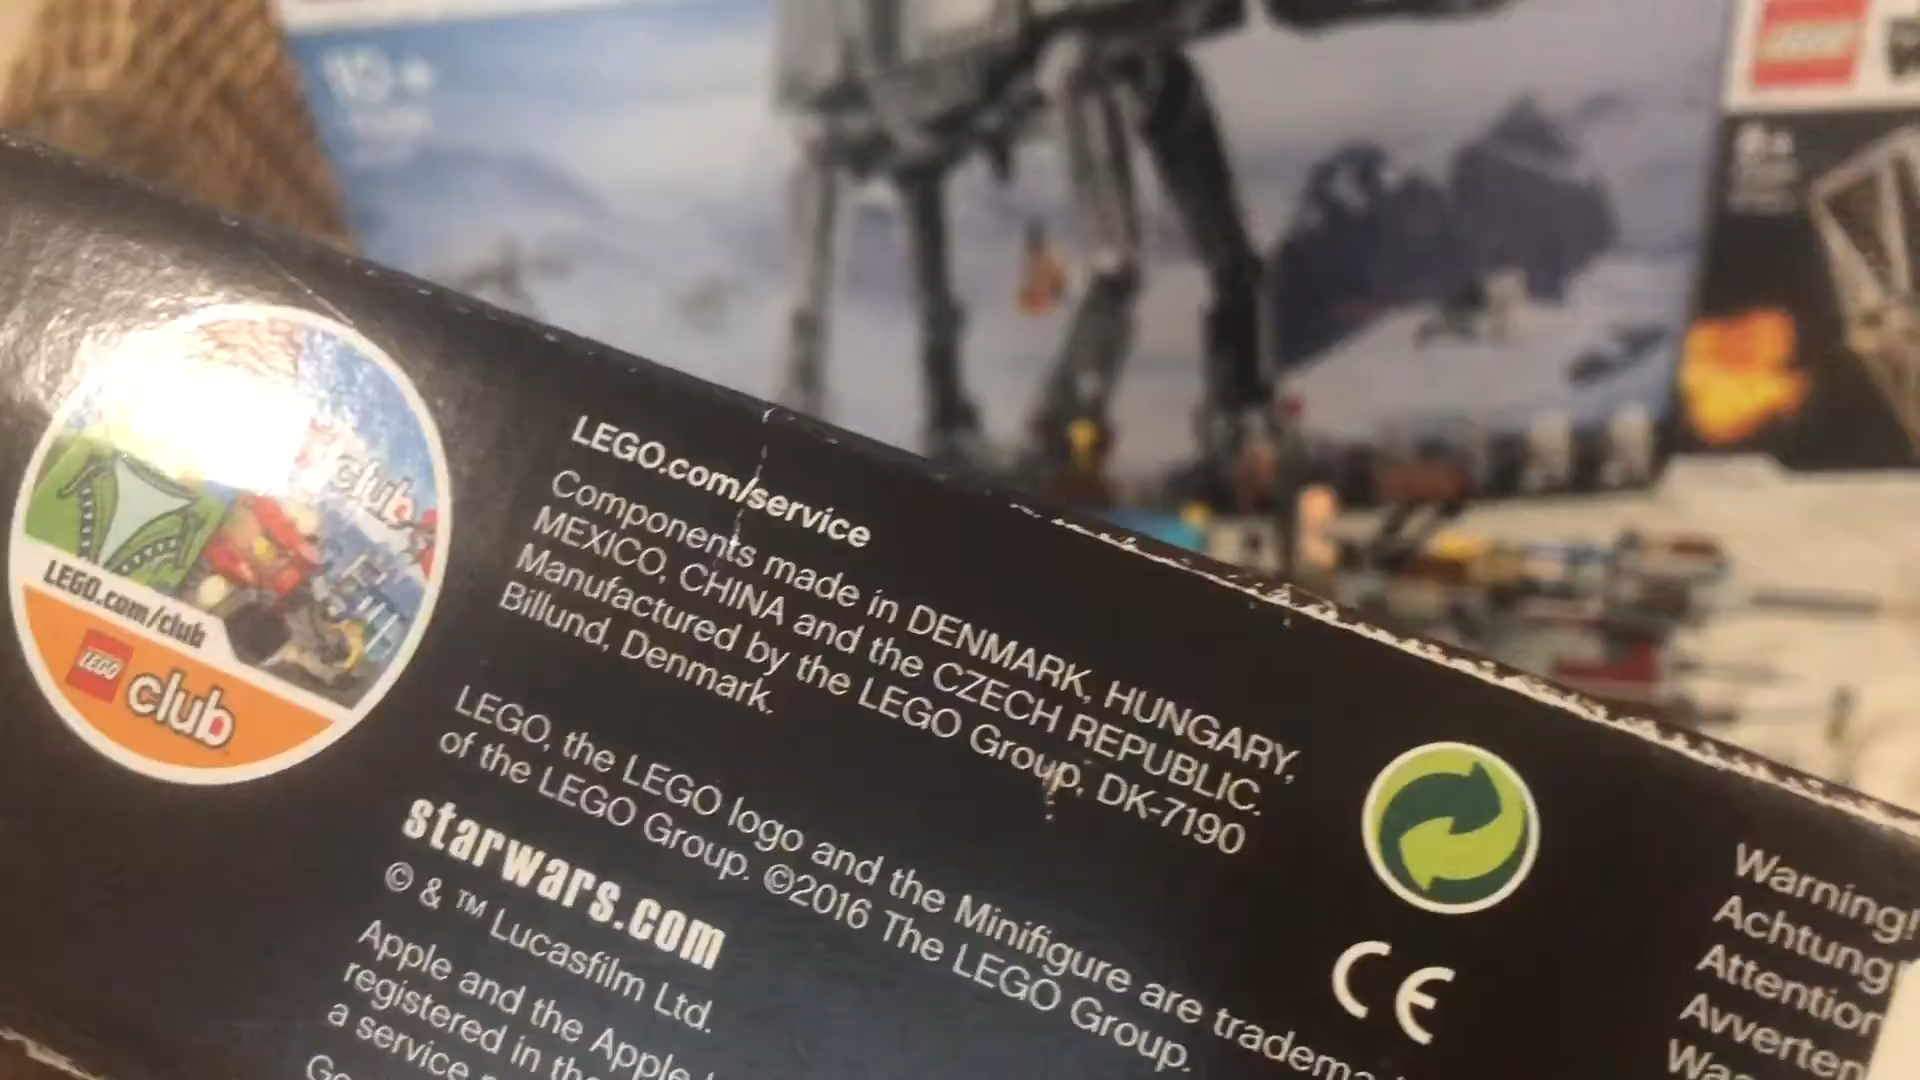 LEGO.com/service
Components made in DENMARK, HUNGARY,
MEXICO, CHINA and the CZECH REPUBLIC.
Manufactured by the LEGO Group, DK-7190
Billund, Denmark.
LEGO, the LEGO logo and the Minifigure are tradema
of the LEGO Group. ©2016 The LEGO Group.
starwars.com
© & ™ Lucasfilm Ltd.
Apple and the Apple
registered in the
a service
club
LEGO.com/club
LEGO club
CE
Warning!
Achtung!
Attention
Avverten